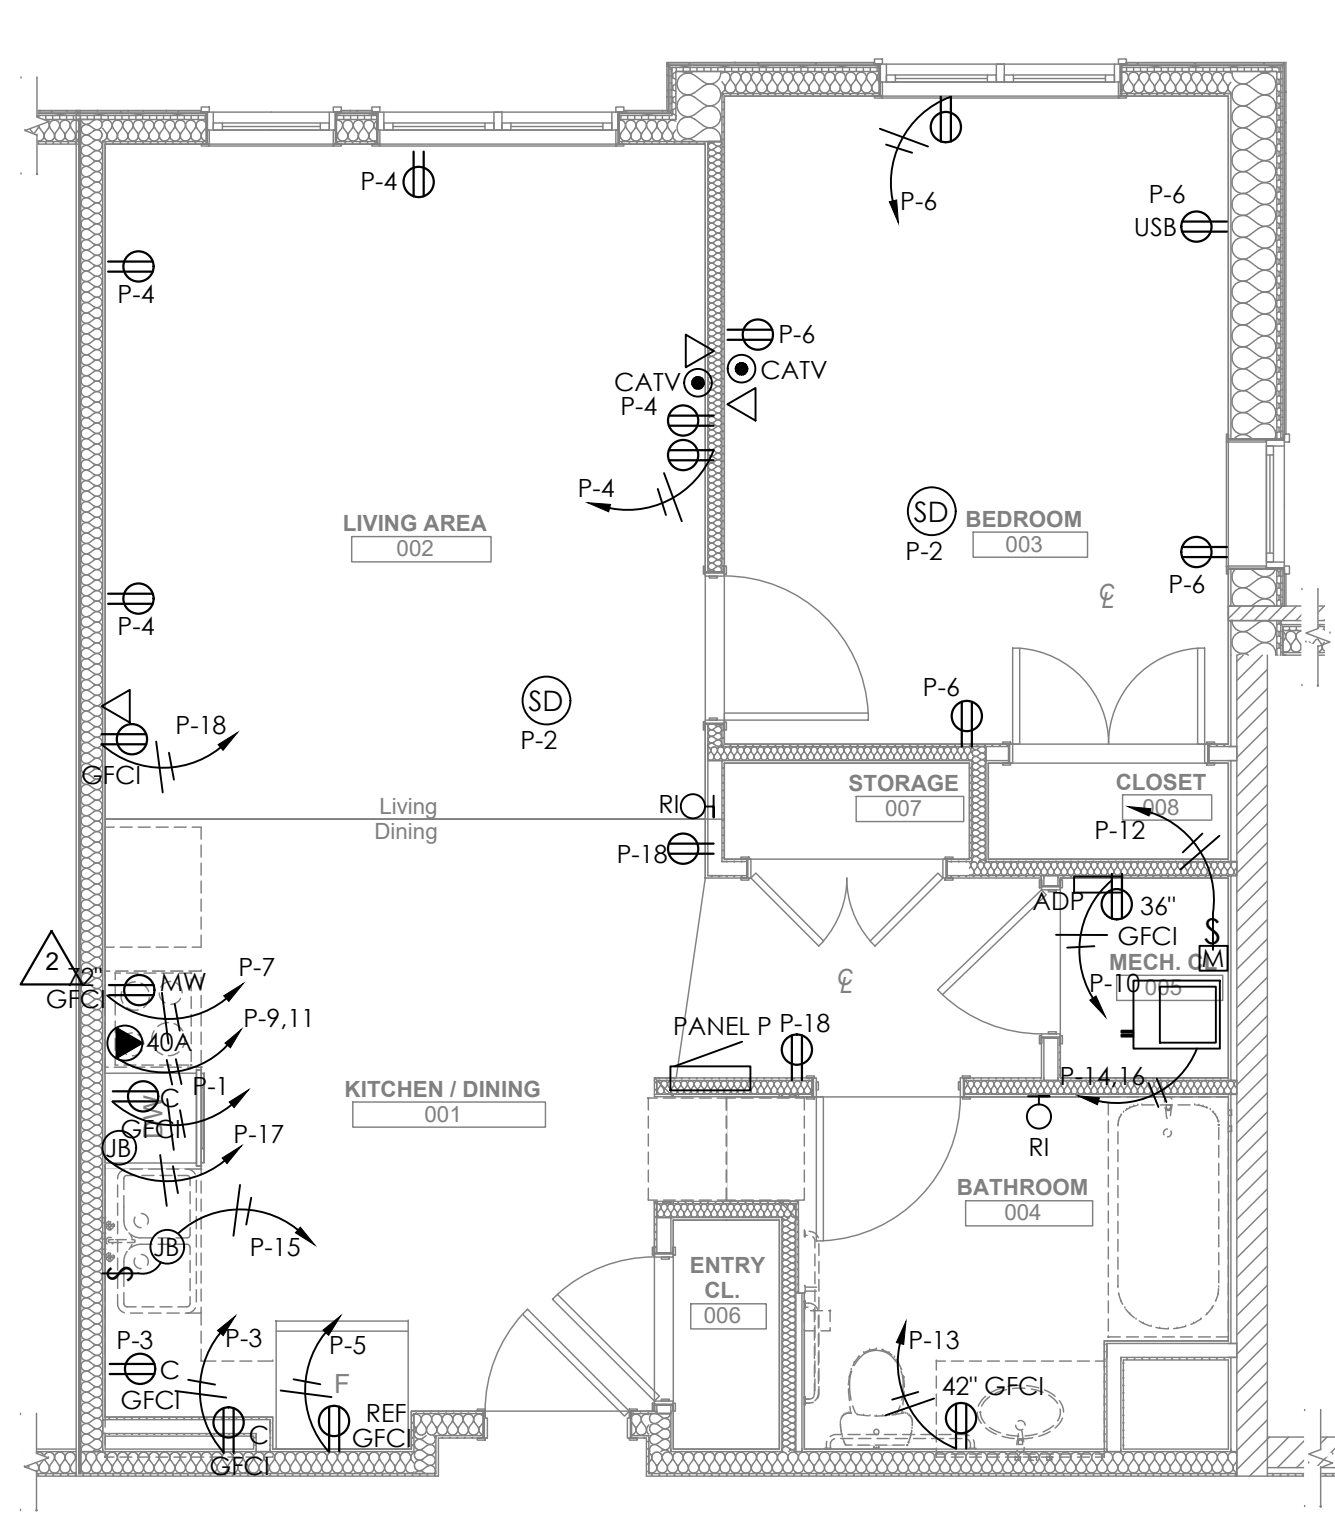 P-4
P-6
P-6
USB
P-4
P-6
CATV
CATV
P-4
P-4
LIVING AREA
002
SD
P-2
BEDROOM
003
P-6
℄
P-4
SD
P-2
P-6
P-18
GFCI
STORAGE
007
CLOSET
008
P-12
Living
Dining
RI
P-18
ADP
36"
GFCI
S
M
MECH. CL
005
P-10
2
72"
GFCI
MW
P-7
℄
40A
P-9,11
PANEL P
P-18
C
P-1
GFCI
DW
KITCHEN / DINING
001
P-14,16
RI
JB
P-17
BATHROOM
004
JB
P-15
S
ENTRY
CL.
006
P-3
C
GFCI
P-3
P-5
F
P-13
42" GFCI
C
GFCI
REF
GFCI